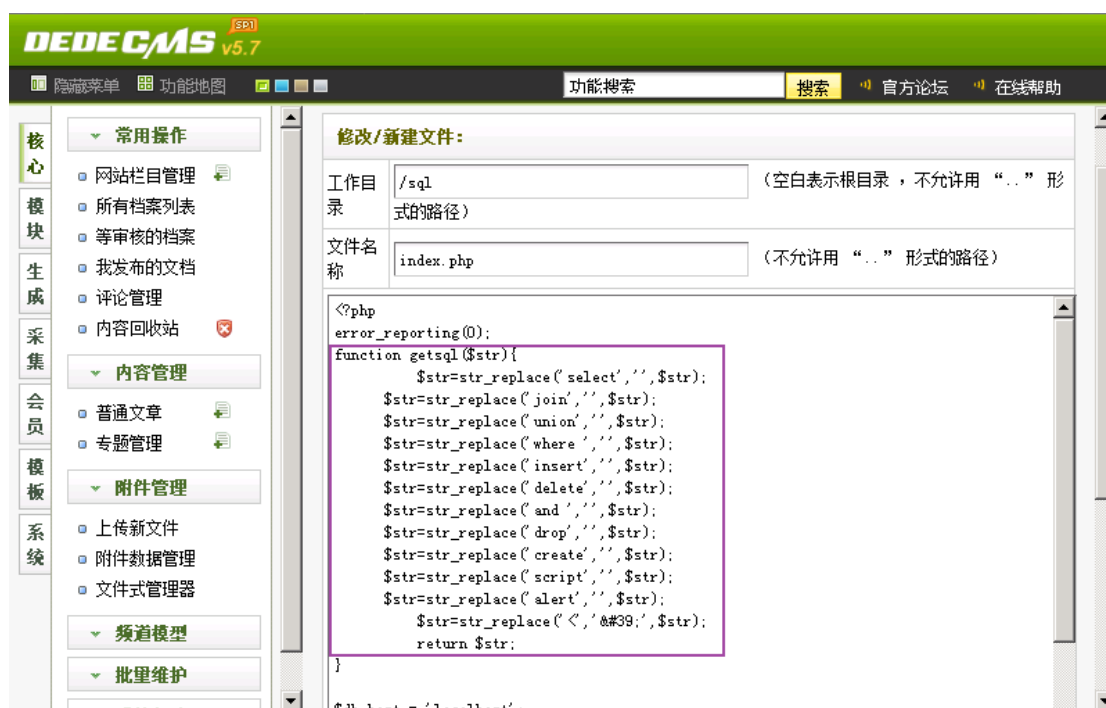 DEDECMS v5.7 SP1
隐藏菜单 功能地图 功能搜索 搜索 官方论坛 在线帮助
核心
模块
生成
采集
会员
模板
系统
常用操作
网站栏目管理
所有档案列表
等审核的档案
我发布的文档
评论管理
内容回收站
内容管理
普通文章
专题管理
附件管理
上传新文件
附件数据管理
文件式管理器
频道模型
批量维护
修改/新建文件:
工作目录 /sql （空白表示根目录，不允许用“..”形
式的路径）
文件名称 index.php （不允许用“..”形式的路径）
<?php
error_reporting(0);
function getsql($str){
$str=str_replace('select','',$str);
$str=str_replace('join','',$str);
$str=str_replace('union','',$str);
$str=str_replace('where ','',$str);
$str=str_replace('insert','',$str);
$str=str_replace('delete','',$str);
$str=str_replace('and ','',$str);
$str=str_replace('drop','',$str);
$str=str_replace('create','',$str);
$str=str_replace('script','',$str);
$str=str_replace('alert','',$str);
$str=str_replace('<','&#39;',$str);
return $str;
}